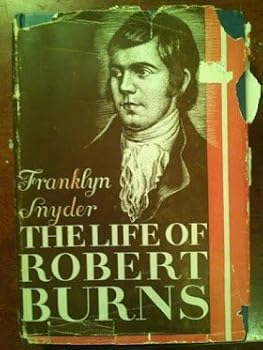 Franklyn
Snyder
THE LIFE OF
ROBERT
BURNS